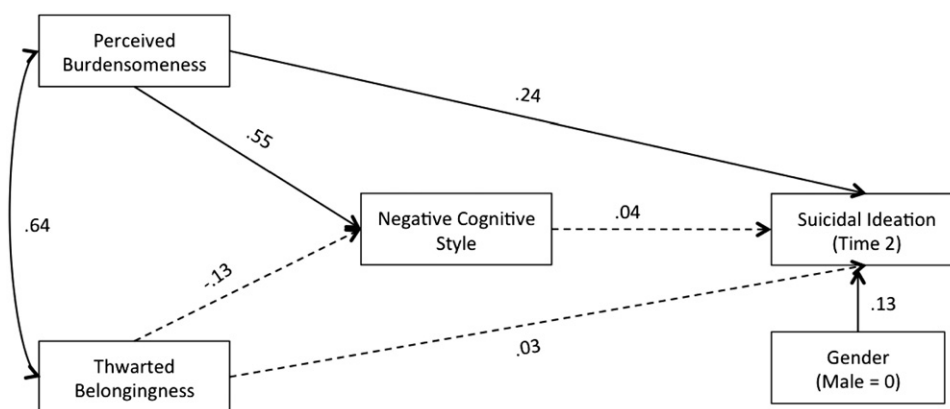 Perceived
Burdensomeness
.24
.55
Negative Cognitive
Style
.04
Suicidal Ideation
(Time 2)
.64
-.13
.13
.03
Thwarted
Belongingness
Gender
(Male = 0)